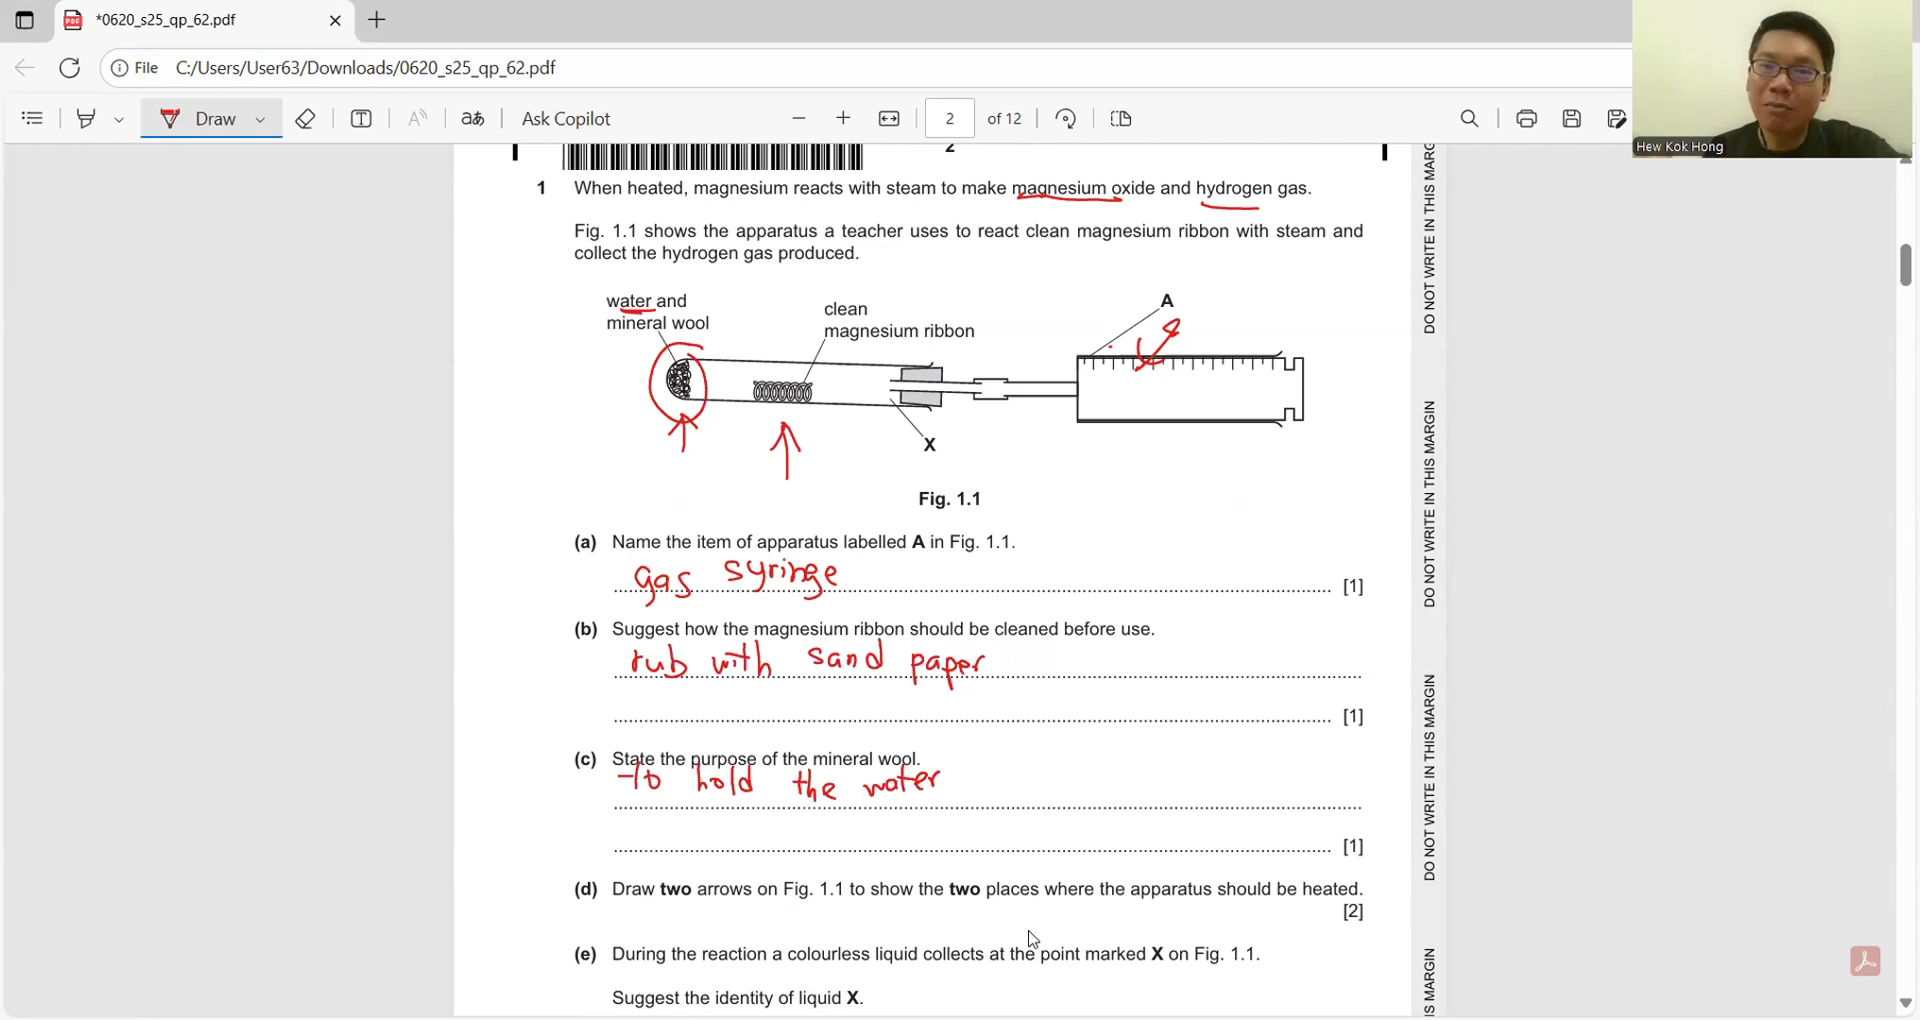 *0620_s25_qp_62.pdf
File C:/Users/User63/Downloads/0620_s25_qp_62.pdf
Draw
aあ
Ask Copilot
2 of 12
Hew Kok Hong
2
1 When heated, magnesium reacts with steam to make magnesium oxide and hydrogen gas.
Fig. 1.1 shows the apparatus a teacher uses to react clean magnesium ribbon with steam and
collect the hydrogen gas produced.
water and
mineral wool
clean
magnesium ribbon
A
X
Fig. 1.1
(a) Name the item of apparatus labelled A in Fig. 1.1.
gas syringe
[1]
(b) Suggest how the magnesium ribbon should be cleaned before use.
rub with sand paper
[1]
(c) State the purpose of the mineral wool.
to hold the water
[1]
(d) Draw two arrows on Fig. 1.1 to show the two places where the apparatus should be heated.
[2]
(e) During the reaction a colourless liquid collects at the point marked X on Fig. 1.1.
Suggest the identity of liquid X.
DO NOT WRITE IN THIS MARGIN
DO NOT WRITE IN THIS MARGIN
DO NOT WRITE IN THIS MARGIN
IS MARGIN